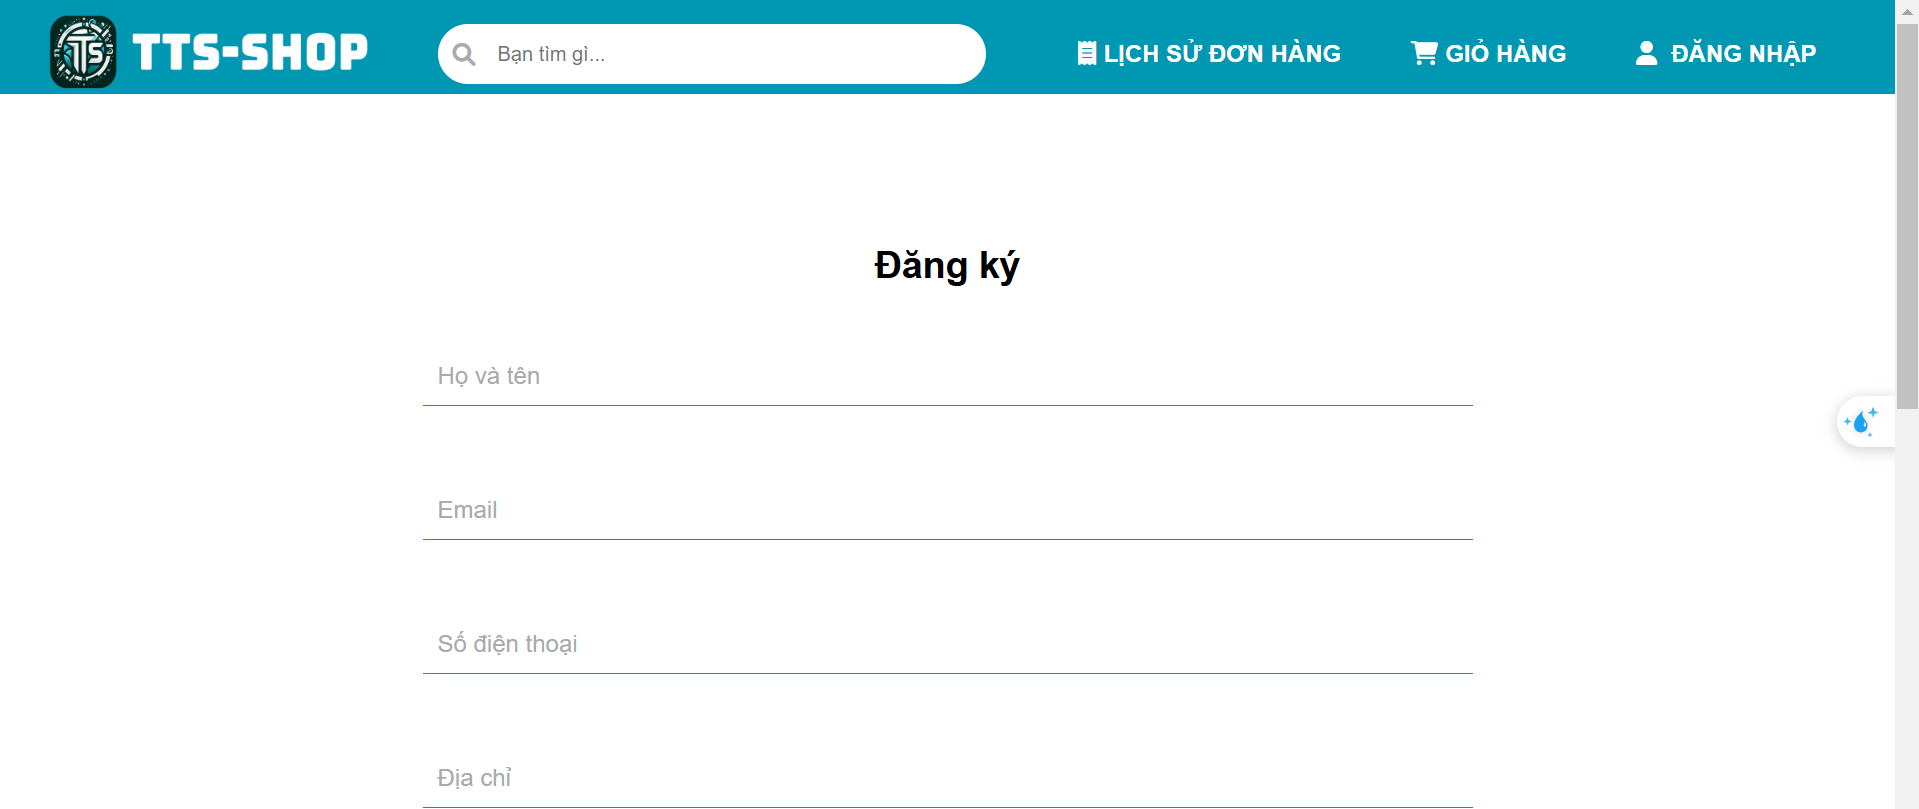 TTS TTS-SHOP Bạn tìm gì... LỊCH SỬ ĐƠN HÀNG GIỎ HÀNG ĐĂNG NHẬP
Đăng ký
Họ và tên
Email
Số điện thoại
Địa chỉ